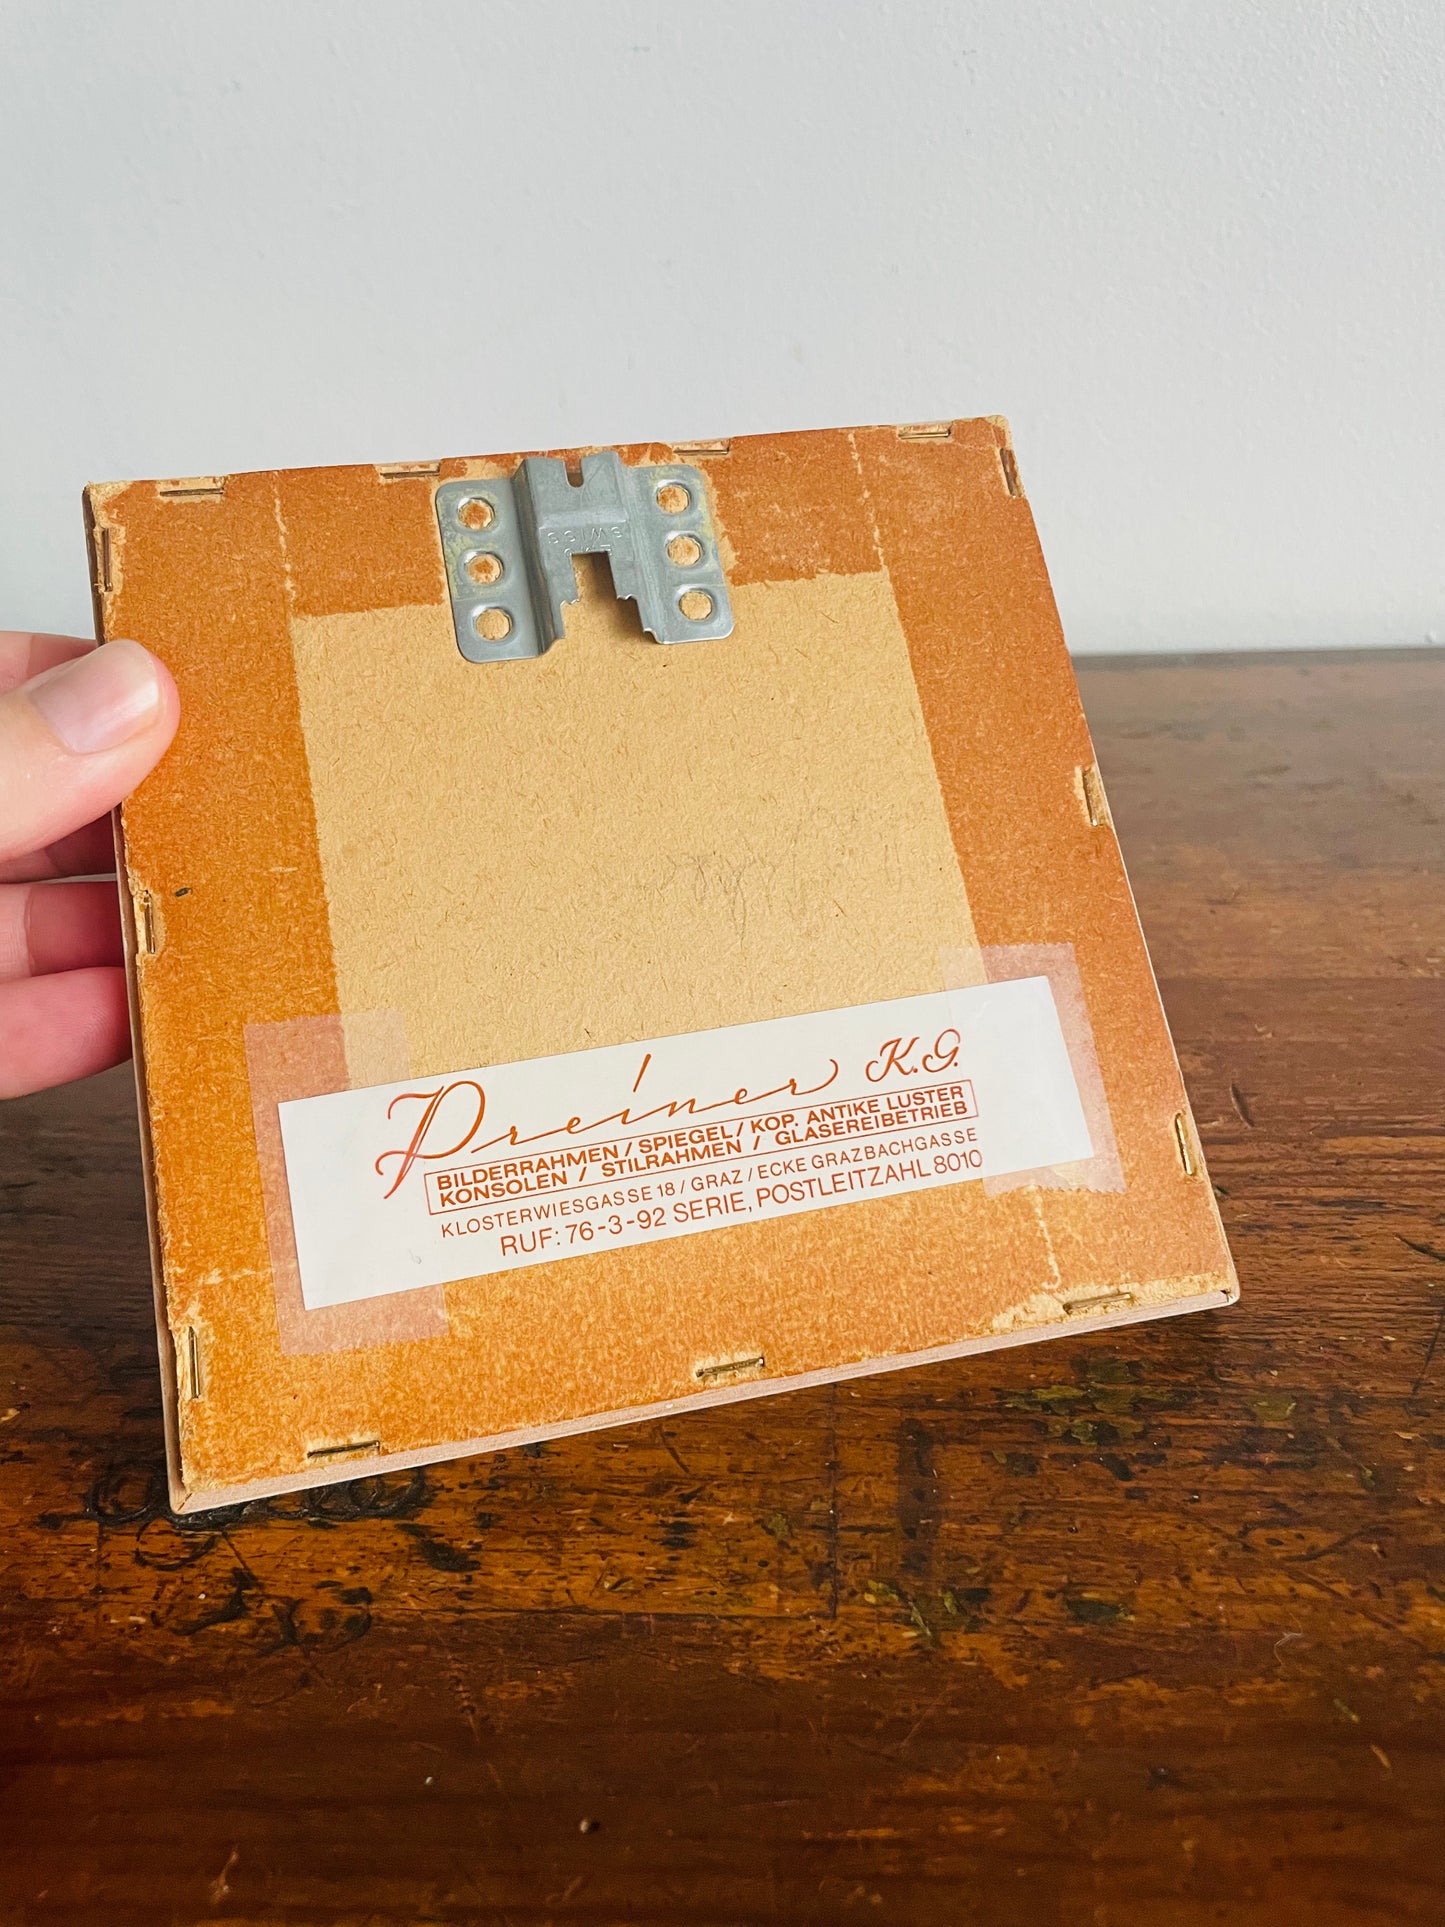 SWISS
Preiner K.G.
BILDERRAHMEN / SPIEGEL / KOP. ANTIKE LUSTER
KONSOLEN / STILRAHMEN / GLASEREIBETRIEB
KLOSTERWIESGASSE 18 / GRAZ / ECKE GRAZBACHGASSE
RUF: 76-3-92 SERIE, POSTLEITZAHL 8010